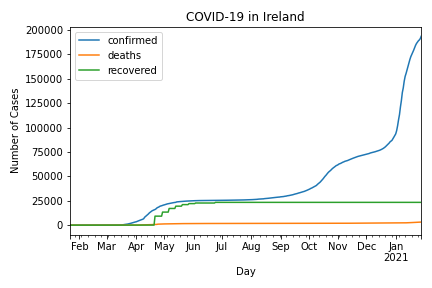 COVID-19 in Ireland
confirmed
deaths
recovered
Number of Cases
200000
175000
150000
125000
100000
75000
50000
25000
0
Feb Mar Apr May Jun Jul Aug Sep Oct Nov Dec Jan
2021
Day